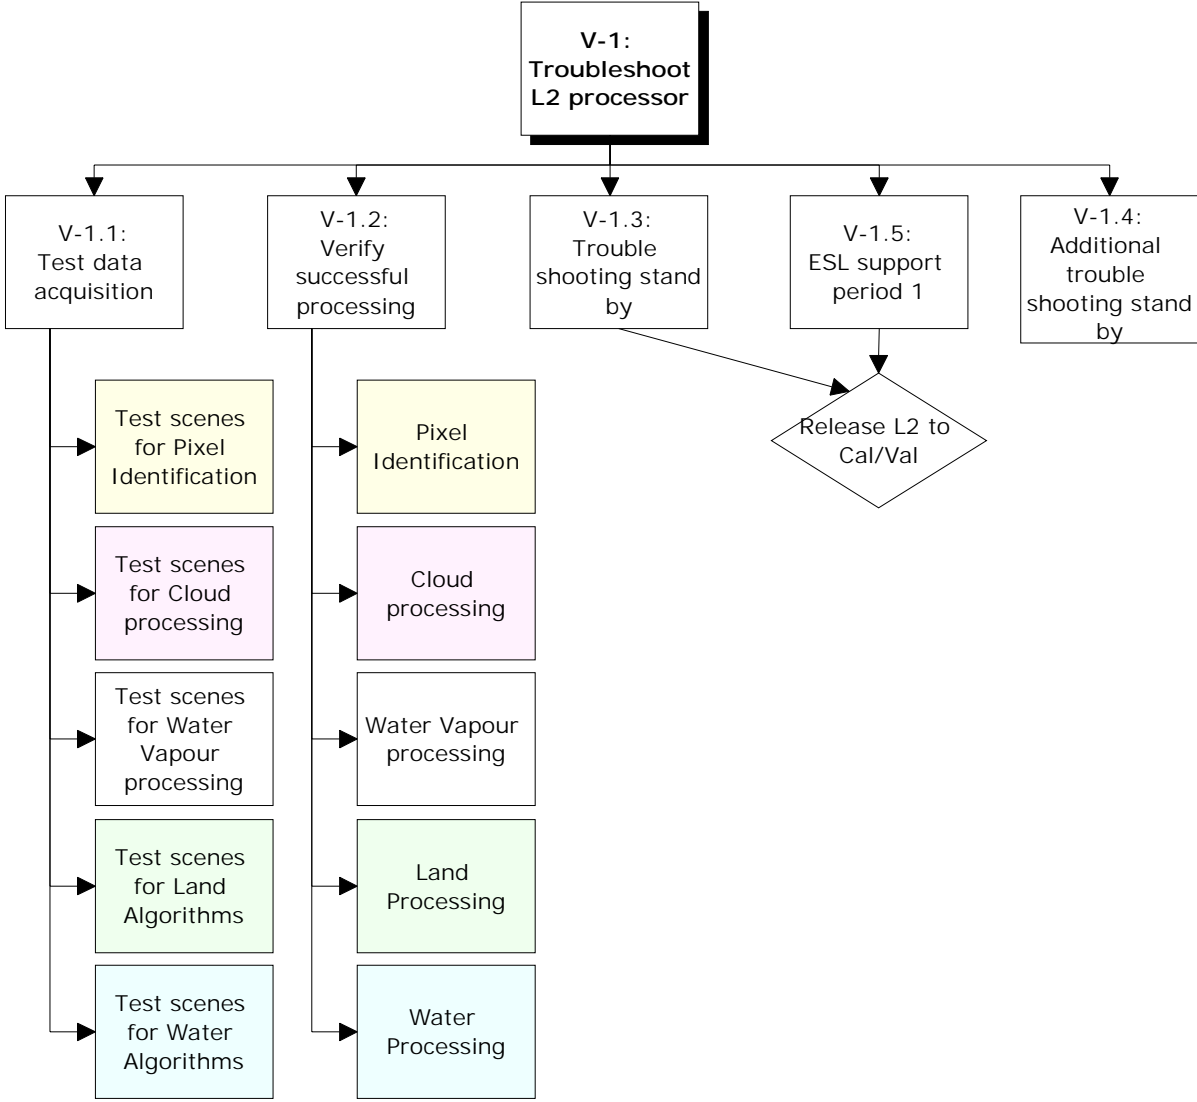 V-1:
Troubleshoot
L2 processor
V-1.1:
Test data
acquisition
V-1.2:
Verify
successful
processing
V-1.3:
Trouble
shooting stand
by
V-1.5:
ESL support
period 1
V-1.4:
Additional
trouble
shooting stand
by
Test scenes
for Pixel
Identification
Pixel
Identification
Release L2 to
Cal/Val
Test scenes
for Cloud
processing
Cloud
processing
Test scenes
for Water
Vapour
processing
Water Vapour
processing
Test scenes
for Land
Algorithms
Land
Processing
Test scenes
for Water
Algorithms
Water
Processing